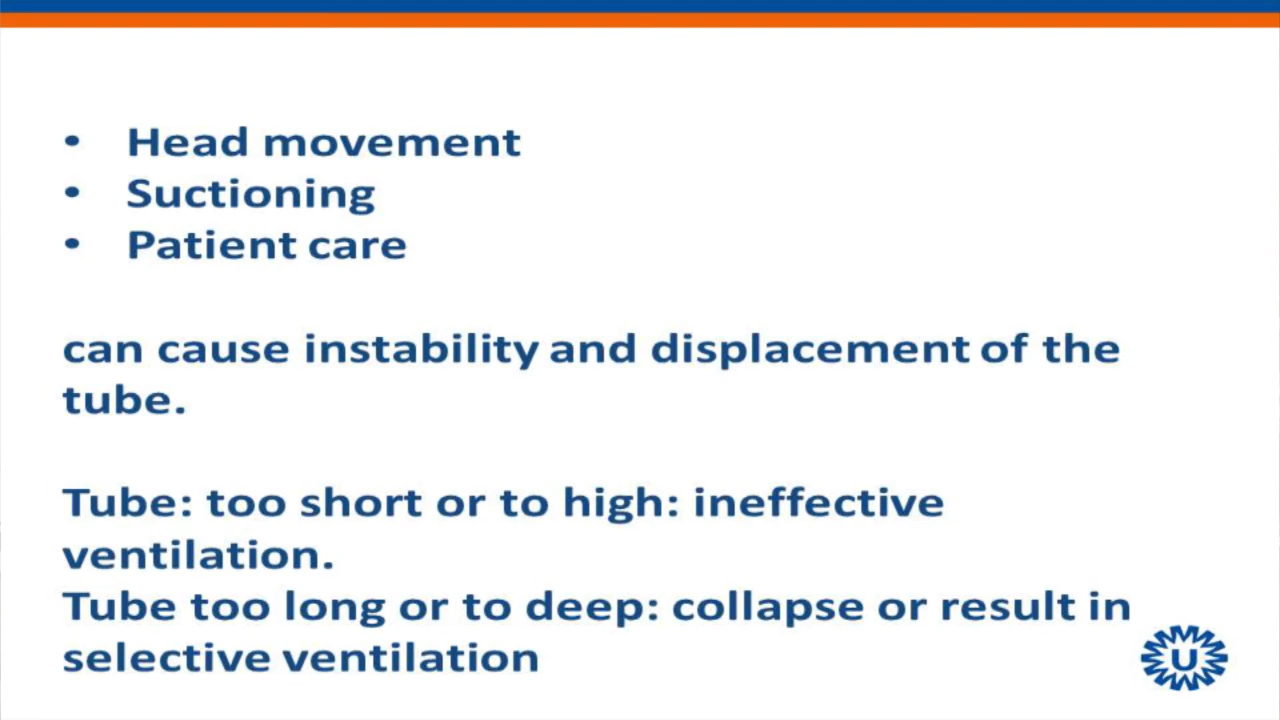 • Head movement
• Suctioning
• Patient care
can cause instability and displacement of the
tube.
Tube: too short or to high: ineffective
ventilation.
Tube too long or to deep: collapse or result in
selective ventilation
U